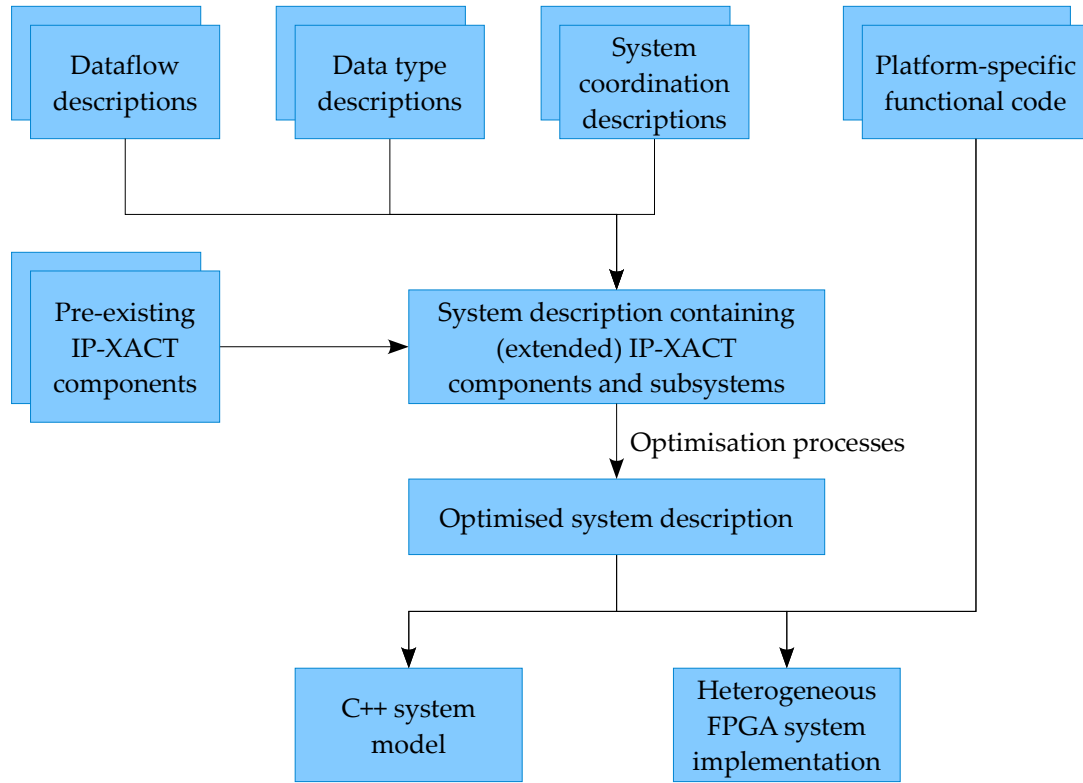 Dataflow
descriptions
Data type
descriptions
System
coordination
descriptions
Platform-specific
functional code
Pre-existing
IP-XACT
components
System description containing
(extended) IP-XACT
components and subsystems
Optimisation processes
Optimised system description
C++ system
model
Heterogeneous
FPGA system
implementation